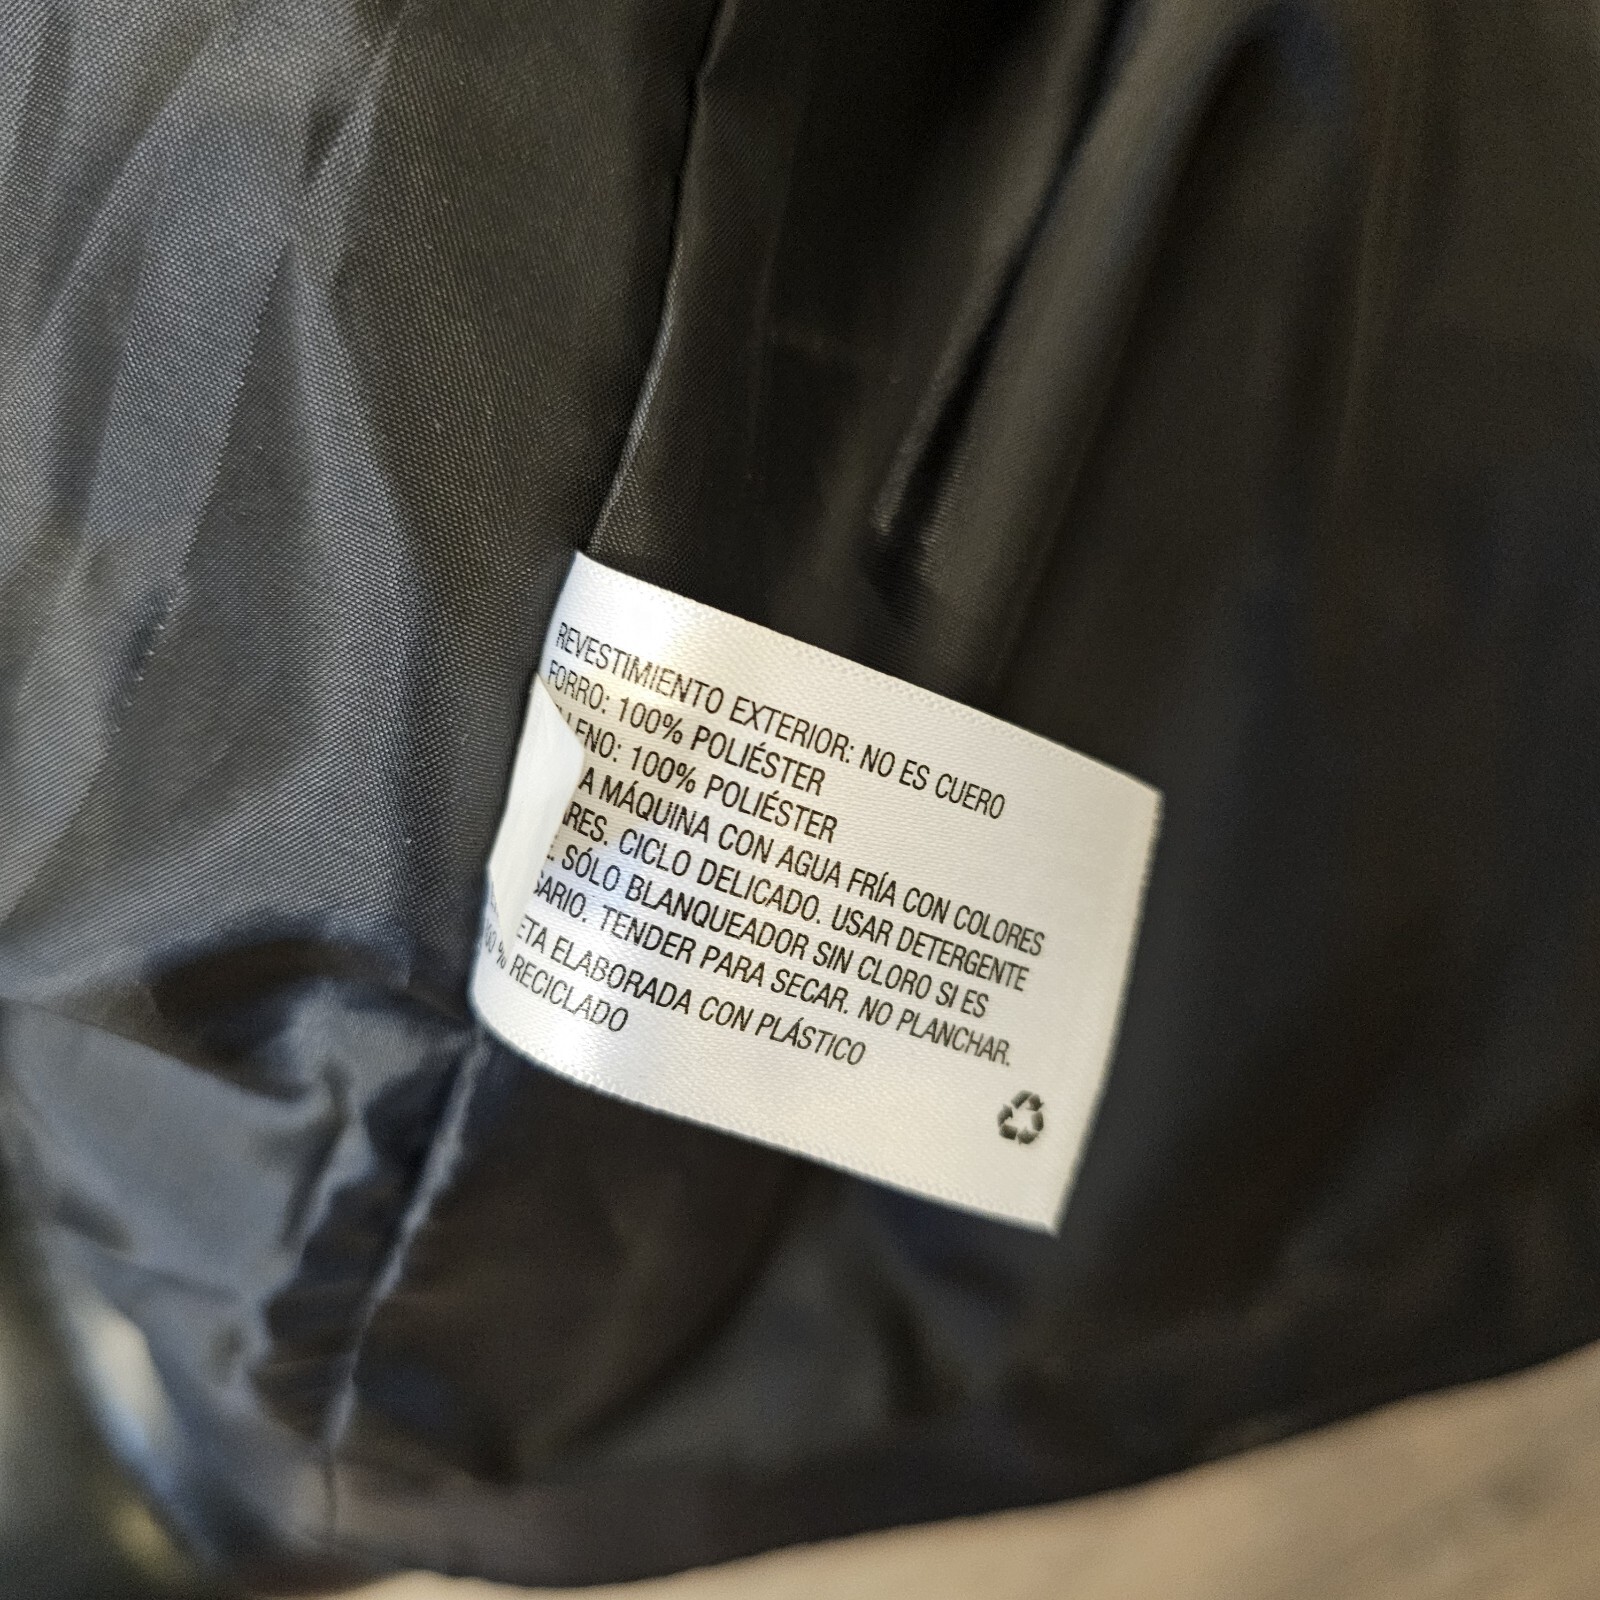 REVESTIMIENTO EXTERIOR: NO ES CUERO
FORRO: 100% POLIÉSTER
LENO: 100% POLIÉSTER
A MÁQUINA CON AGUA FRÍA CON COLORES
ARES. CICLO DELICADO. USAR DETERGENTE
E. SÓLO BLANQUEADOR SIN CLORO SI ES
SARIO. TENDER PARA SECAR. NO PLANCHAR.
ETA ELABORADA CON PLÁSTICO
% RECICLADO